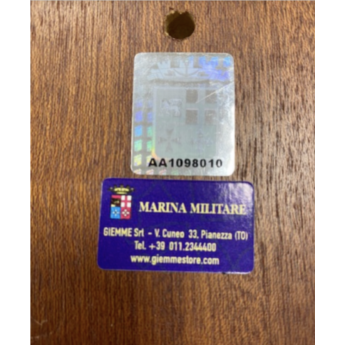 AA1098010
MARINA MILITARE
GIEMME Srl - V. Cuneo 32, Pianezza (TO)
Tel. +39 011.2344400
www.giemmestore.com